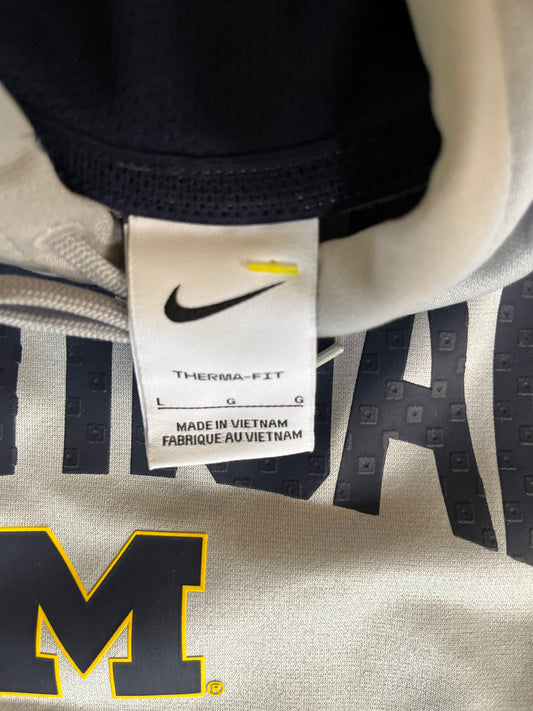 THERMA-FIT
L G G
MADE IN VIETNAM
FABRIQUE AU VIETNAM
M®